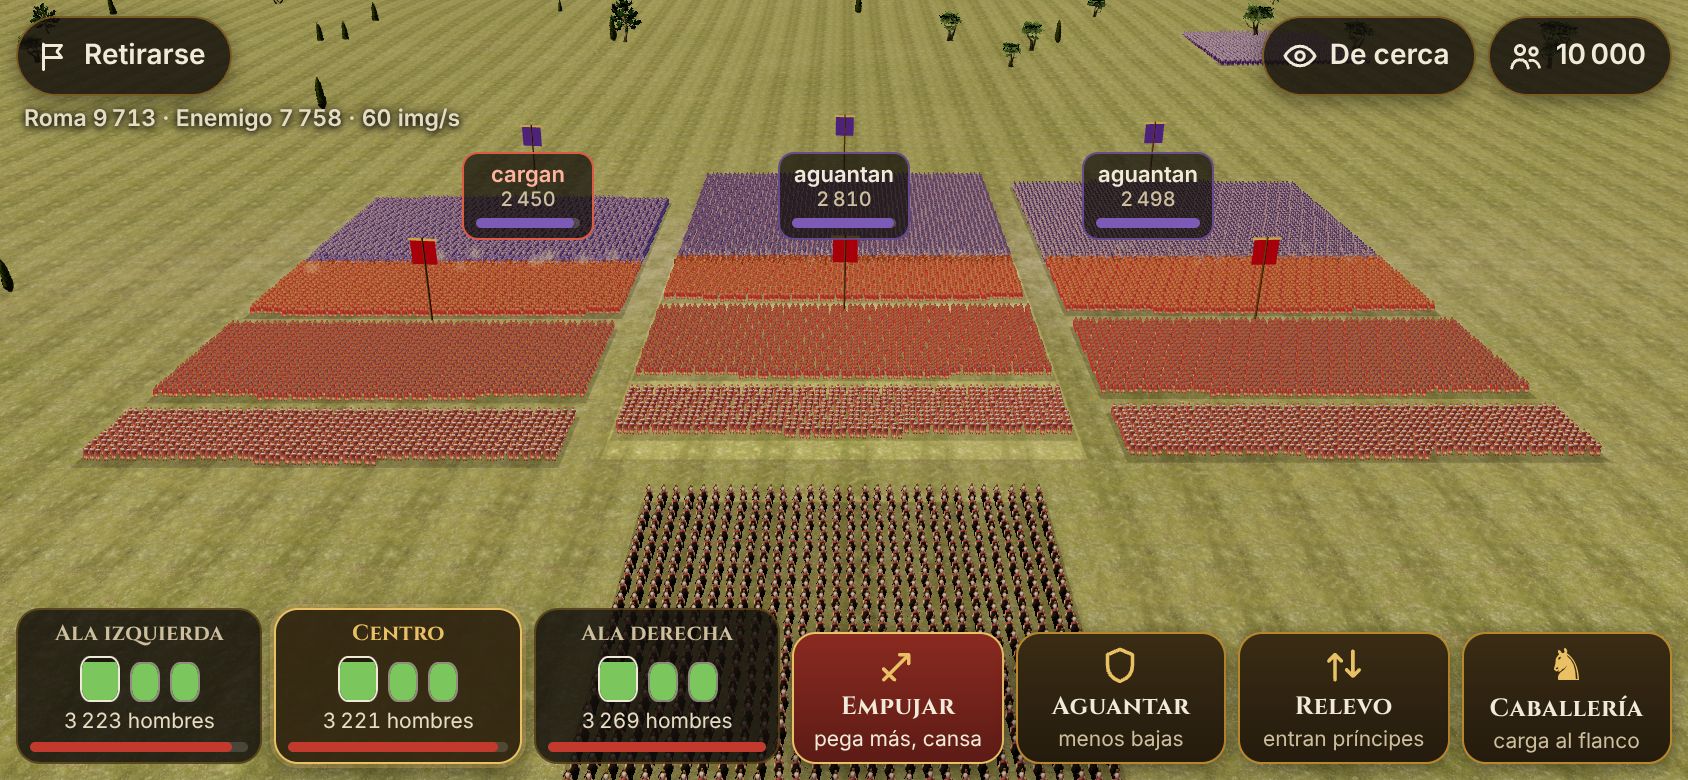 Retirarse
De cerca
10 000
Roma 9 713 · Enemigo 7 758 · 60 img/s
cargan
2 450
aguantan
2 810
aguantan
2 498
Ala izquierda
3 223 hombres
Centro
3 221 hombres
Ala derecha
3 269 hombres
Empujar
pega más, cansa
Aguantar
menos bajas
Relevo
entran príncipes
Caballería
carga al flanco